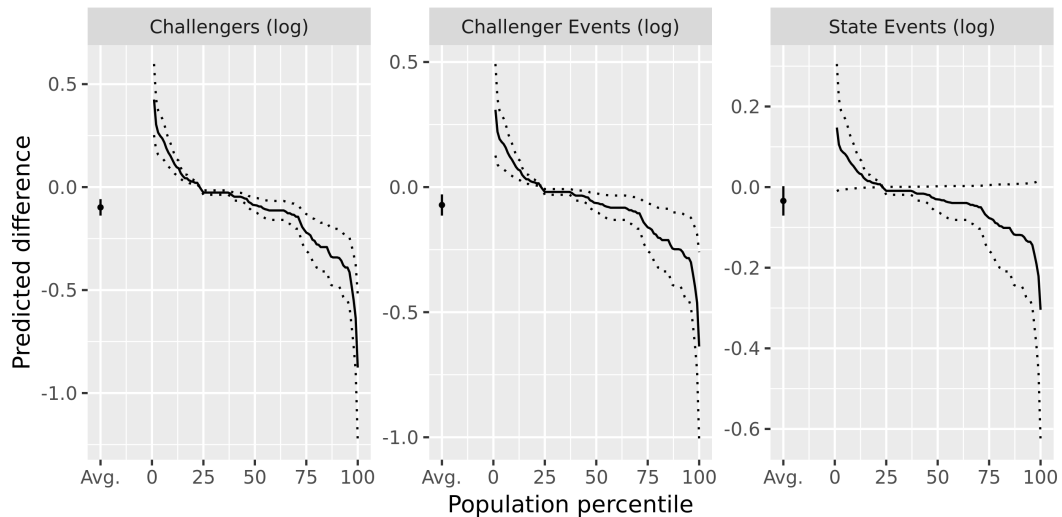 Challengers (log)
Challenger Events (log)
State Events (log)
Predicted difference
0.5
0.0
-0.5
-1.0
0.5
0.0
-0.5
-1.0
0.2
0.0
-0.2
-0.4
-0.6
Avg. 0 25 50 75 100
Avg. 0 25 50 75 100
Avg. 0 25 50 75 100
Population percentile